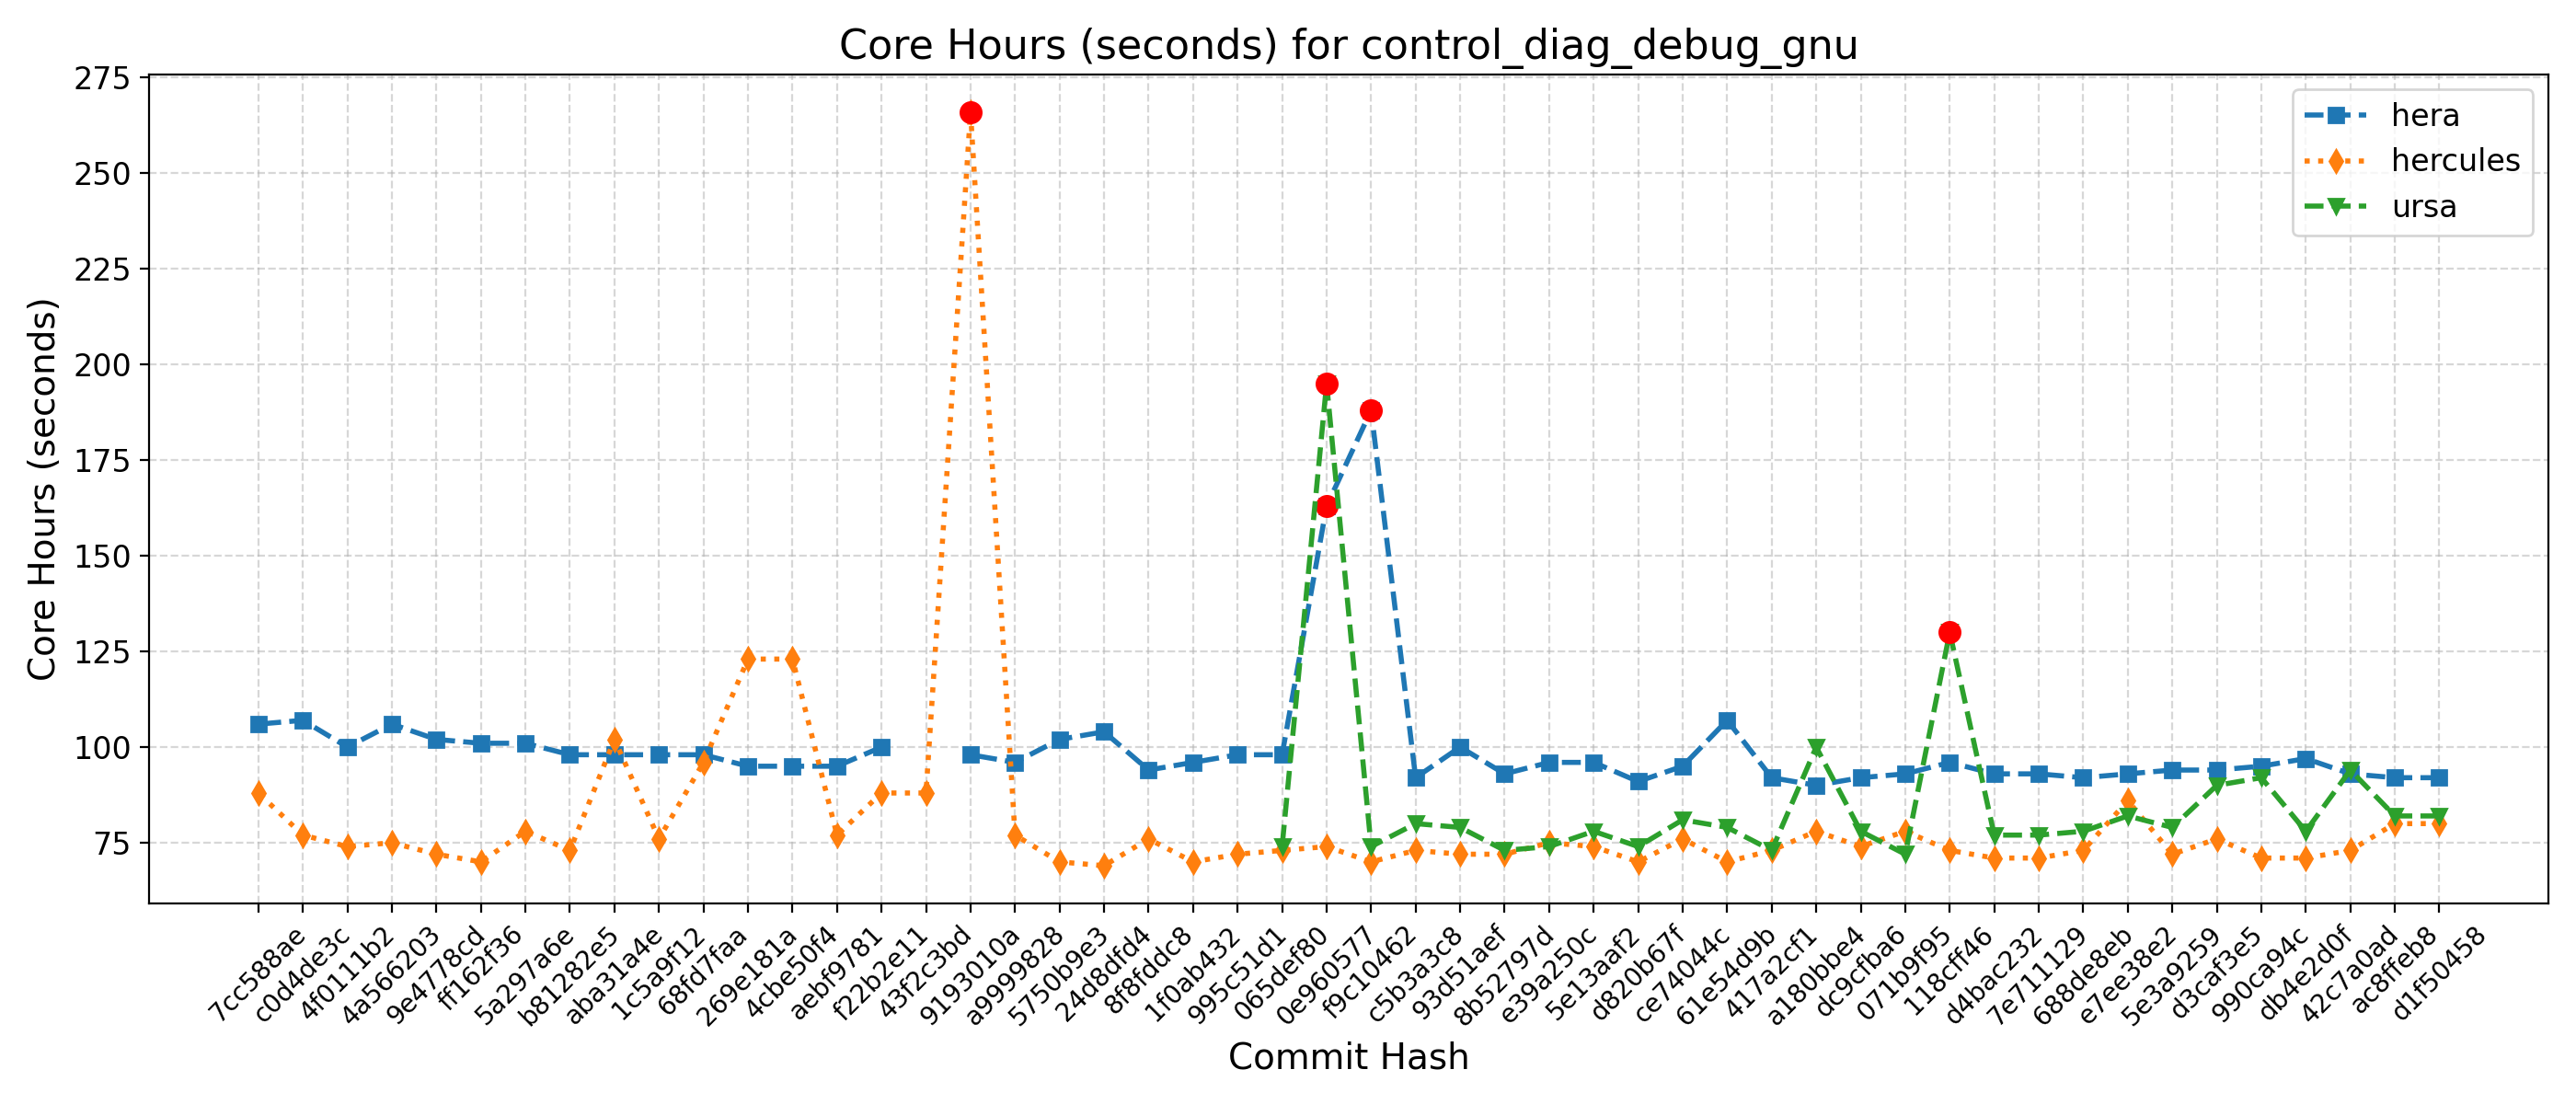 Core Hours (seconds) for control_diag_debug_gnu
Core Hours (seconds)
275
250
225
200
175
150
125
100
75
hera
hercules
ursa
7cc588ae
c0d4de3c
4f0111b2
4a566203
9e4778cd
ff162f36
5a297a6e
b81282e5
aba31a4e
1c5a9f12
68fd7faa
269e181a
4cbe50f4
aebf9781
f22b2e11
43f2c3bd
9193010a
a9999828
5750b9e3
24d8dfd4
8f8fddc8
1f0ab432
995c51d1
065def80
0e960577
f9c10462
c5b3a3c8
93d51aef
8b52797d
e39a250c
5e13aaf2
d820b67f
ce74044c
61e54d9b
417a2cf1
a180bbe4
dc9cfba6
071b9f95
118cff46
d4bac232
7e711129
688de8eb
e7ee38e2
5e3a9259
d3caf3e5
990ca94c
db4e2d0f
42c7a0ad
ac8ffeb8
d1f50458
Commit Hash